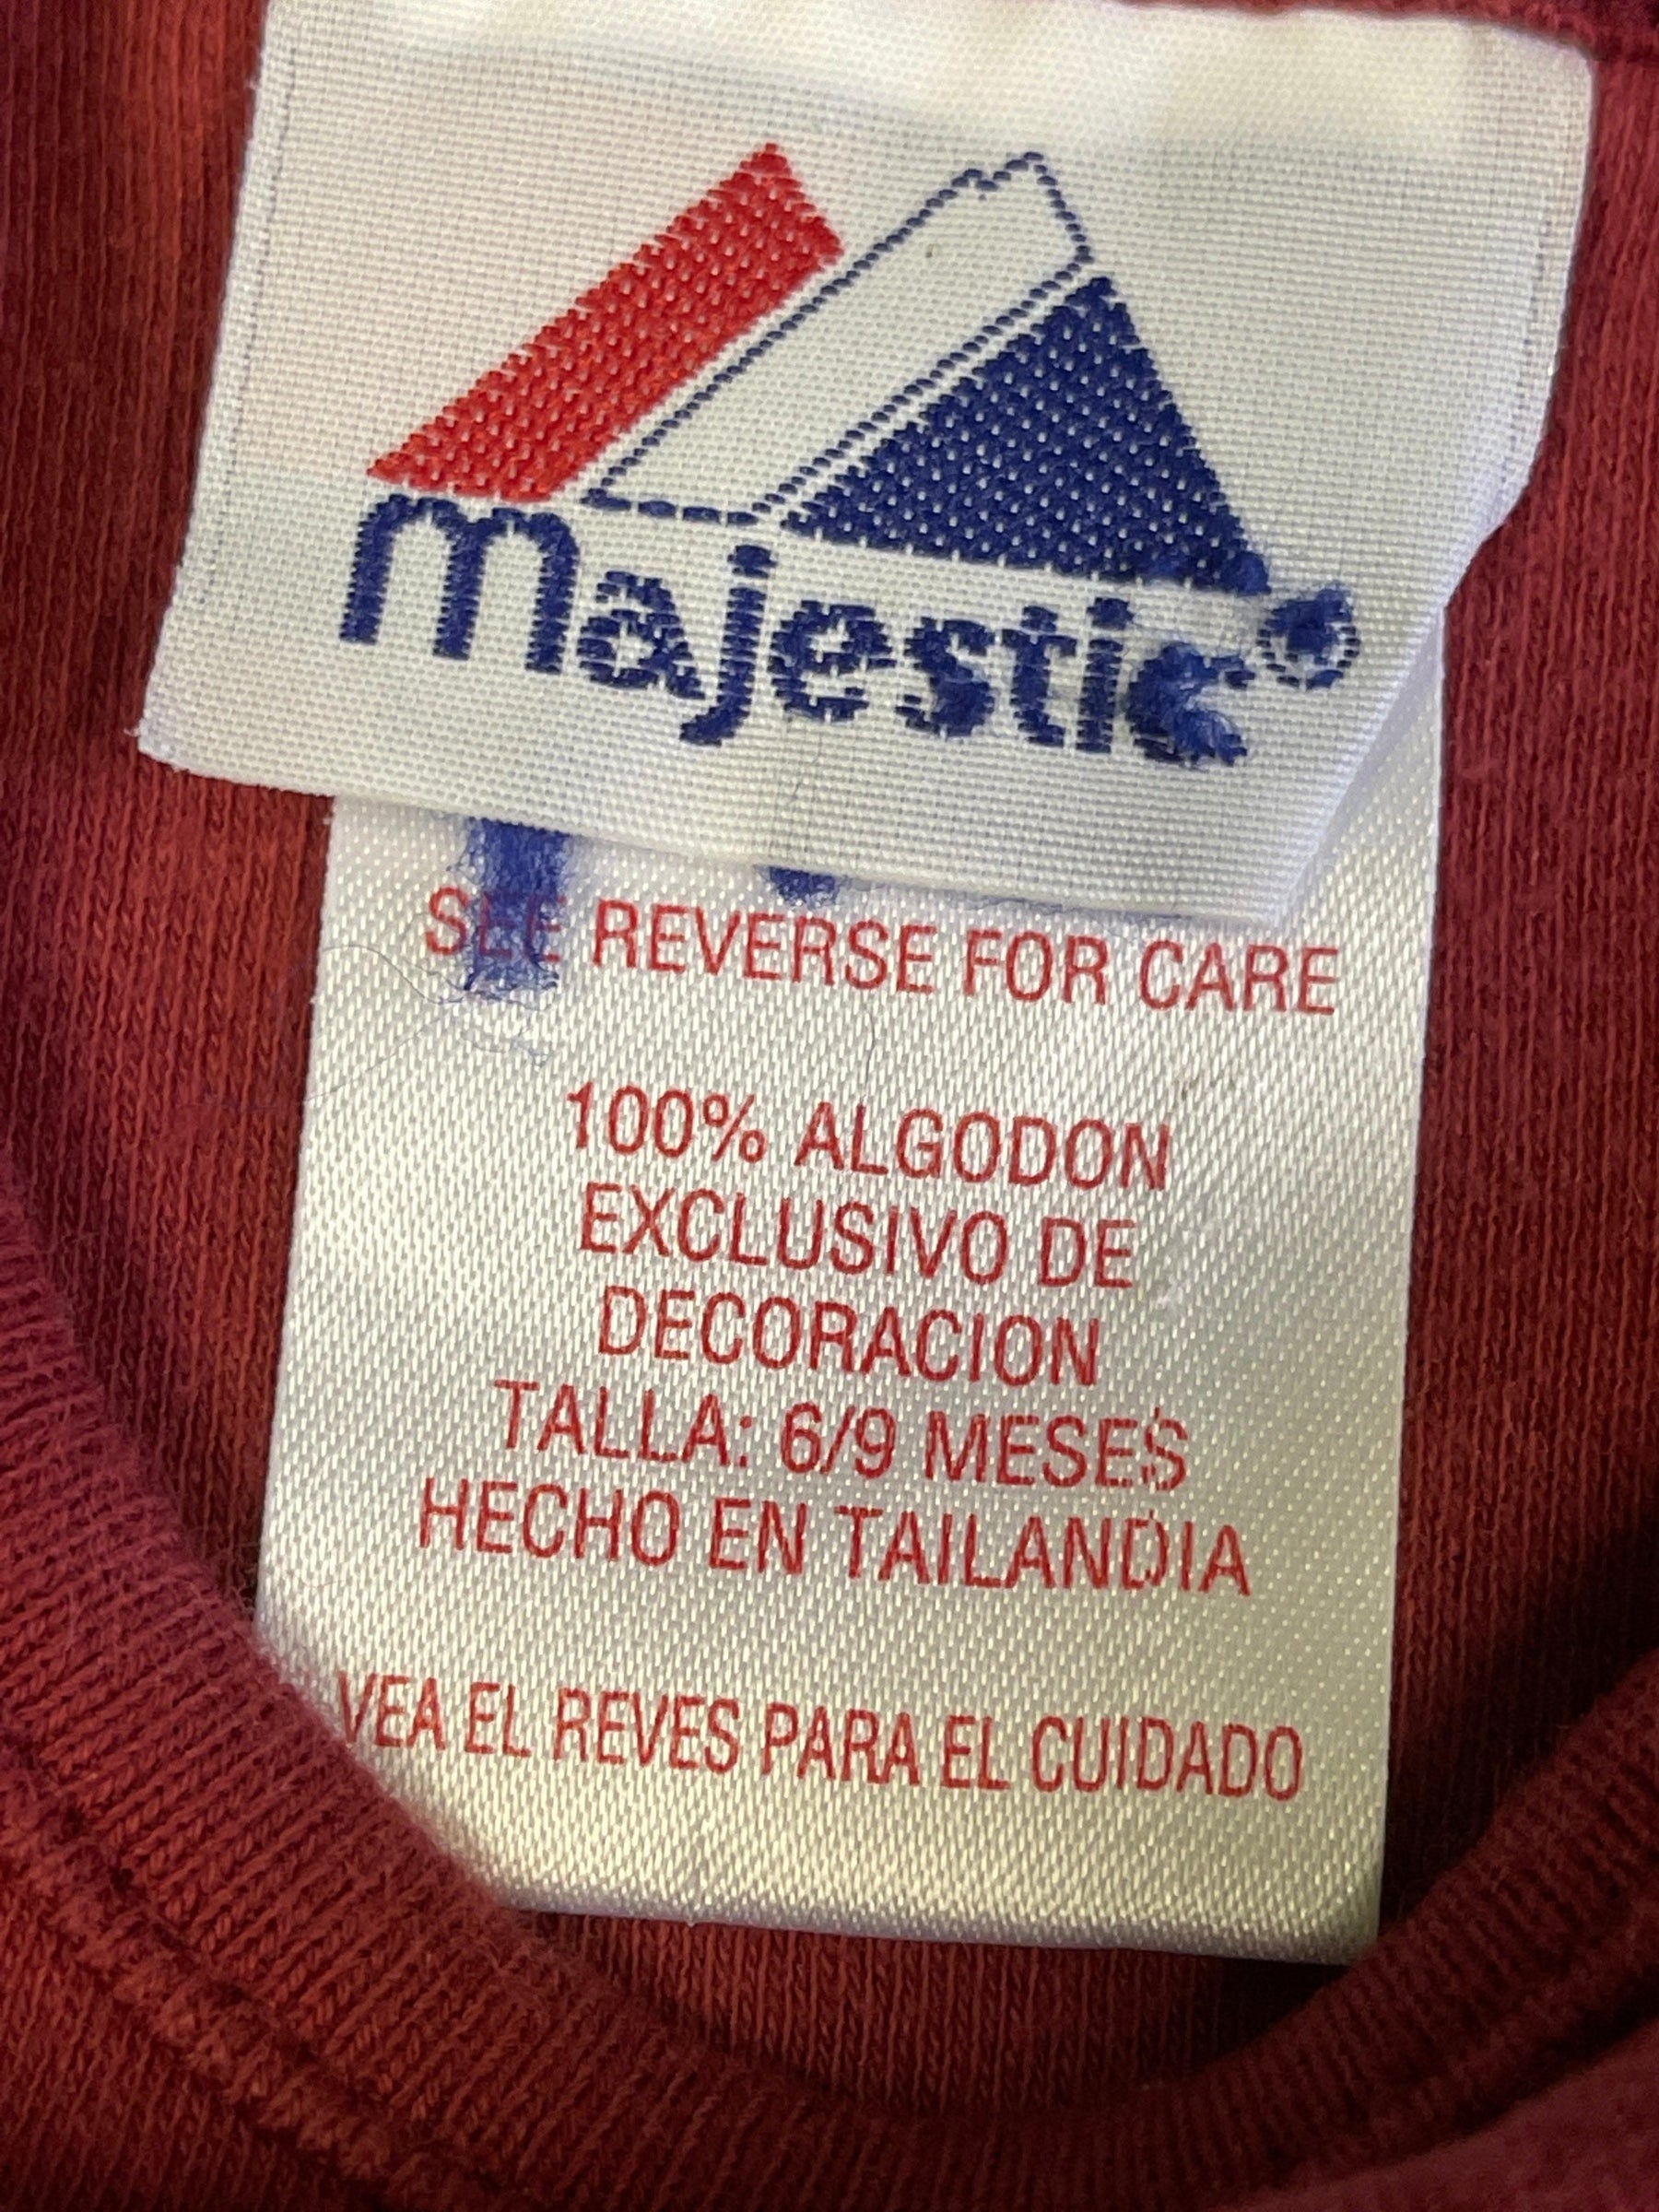 majestic®
SEE REVERSE FOR CARE
100% ALGODON
EXCLUSIVO DE
DECORACION
TALLA: 6/9 MESES
HECHO EN TAILANDIA
VEA EL REVES PARA EL CUIDADO